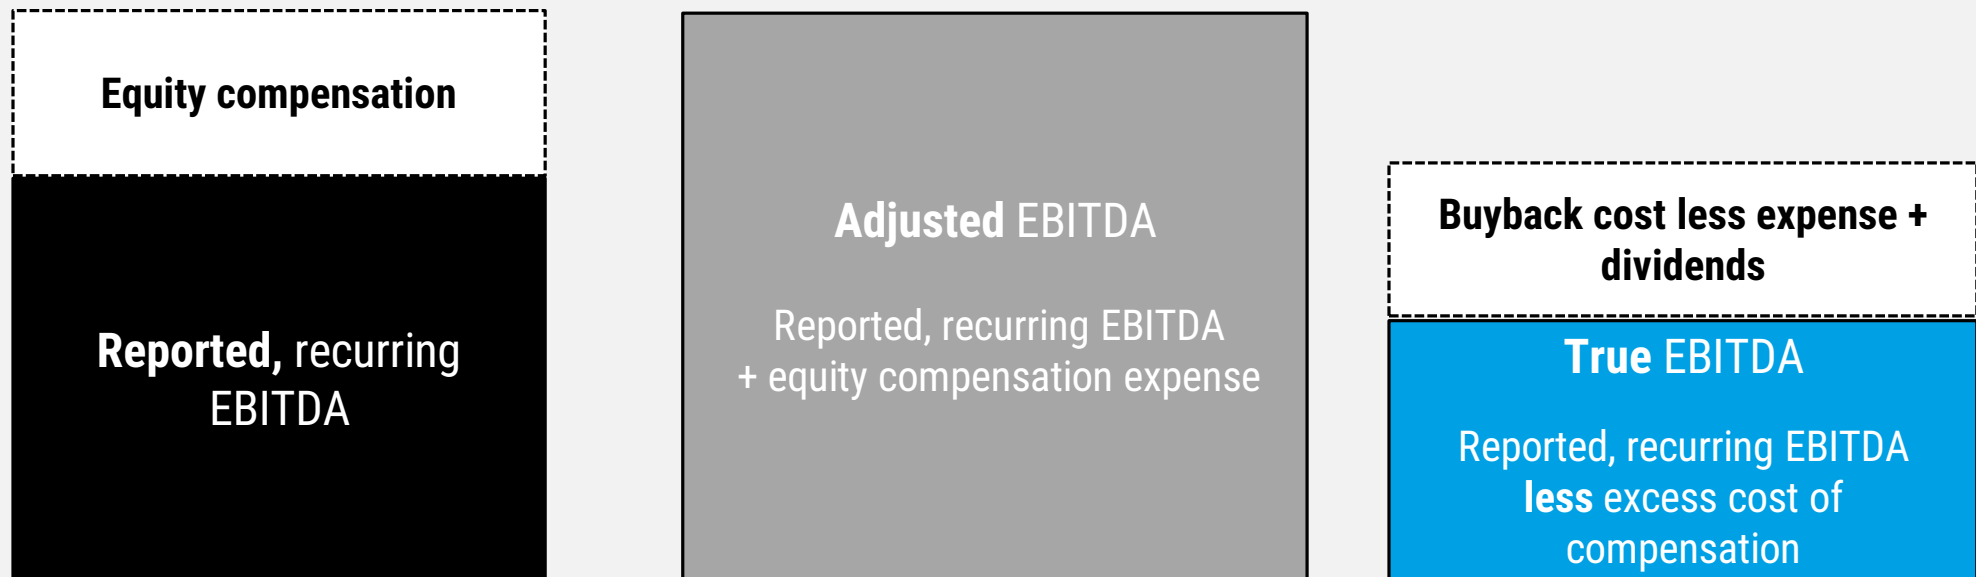 Equity compensation
Reported, recurring
EBITDA
Adjusted EBITDA
Reported, recurring EBITDA
+ equity compensation expense
Buyback cost less expense +
dividends
True EBITDA
Reported, recurring EBITDA
less excess cost of
compensation